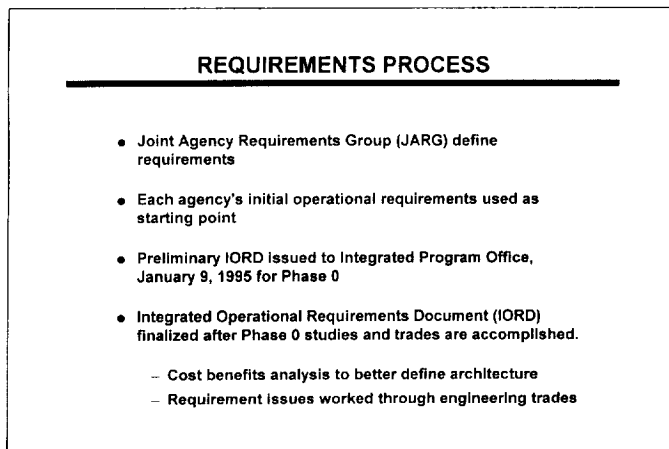 REQUIREMENTS PROCESS
● Joint Agency Requirements Group (JARG) define
requirements
● Each agency's initial operational requirements used as
starting point
● Preliminary IORD issued to Integrated Program Office,
January 9, 1995 for Phase 0
● Integrated Operational Requirements Document (IORD)
finalized after Phase 0 studies and trades are accomplished.
– Cost benefits analysis to better define architecture
– Requirement issues worked through engineering trades